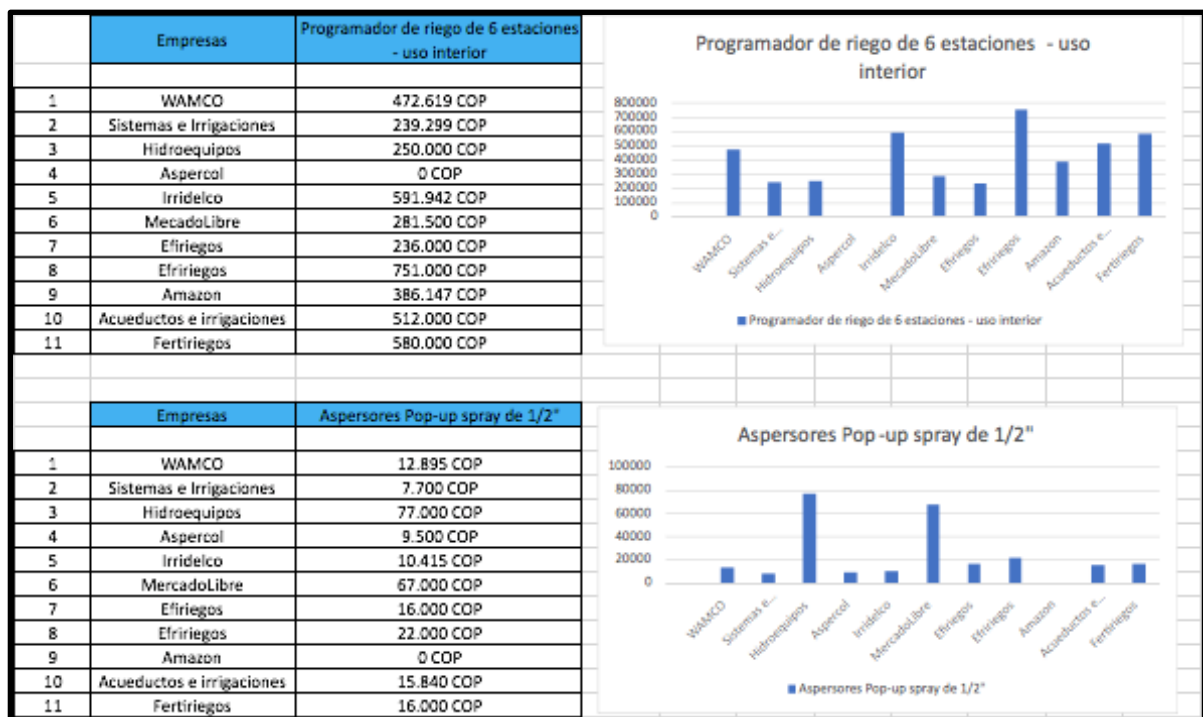 Empresas
Programador de riego de 6 estaciones
- uso interior
1 WAMCO 472.619 COP
2 Sistemas e Irrigaciones 239.299 COP
3 Hidroequipos 250.000 COP
4 Aspercol 0 COP
5 Irridelco 591.942 COP
6 MecadoLibre 281.500 COP
7 Efiriegos 236.000 COP
8 Efririegos 751.000 COP
9 Amazon 386.147 COP
10 Acueductos e irrigaciones 512.000 COP
11 Fertiriegos 580.000 COP
Programador de riego de 6 estaciones - uso
interior
800000
700000
600000
500000
400000
300000
200000
100000
0
WAMCO
Sistemas e...
Hidroequipos
Aspercol
Irridelco
MecadoLibre
Efiriegos
Efririegos
Amazon
Acueductos e...
Fertiriegos
Programador de riego de 6 estaciones - uso interior
Empresas
Aspersores Pop-up spray de 1/2"
1 WAMCO 12.895 COP
2 Sistemas e Irrigaciones 7.700 COP
3 Hidroequipos 77.000 COP
4 Aspercol 9.500 COP
5 Irridelco 10.415 COP
6 MercadoLibre 67.000 COP
7 Efiriegos 16.000 COP
8 Efririegos 22.000 COP
9 Amazon 0 COP
10 Acueductos e irrigaciones 15.840 COP
11 Fertiriegos 16.000 COP
Aspersores Pop-up spray de 1/2"
100000
80000
60000
40000
20000
0
WAMCO
Sistemas e...
Hidroequipos
Aspercol
Irridelco
MercadoLibre
Efiriegos
Efririegos
Amazon
Acueductos e...
Fertiriegos
Aspersores Pop-up spray de 1/2"